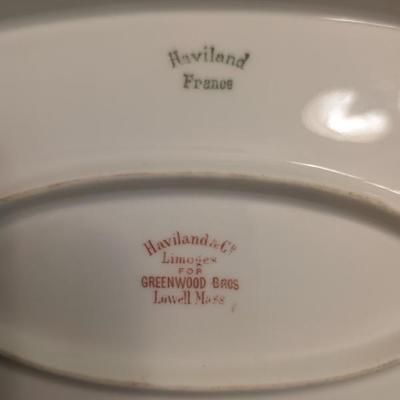 Haviland
France
Haviland & Co
Limoges
FOR
GREENWOOD BROS
Lowell Mass